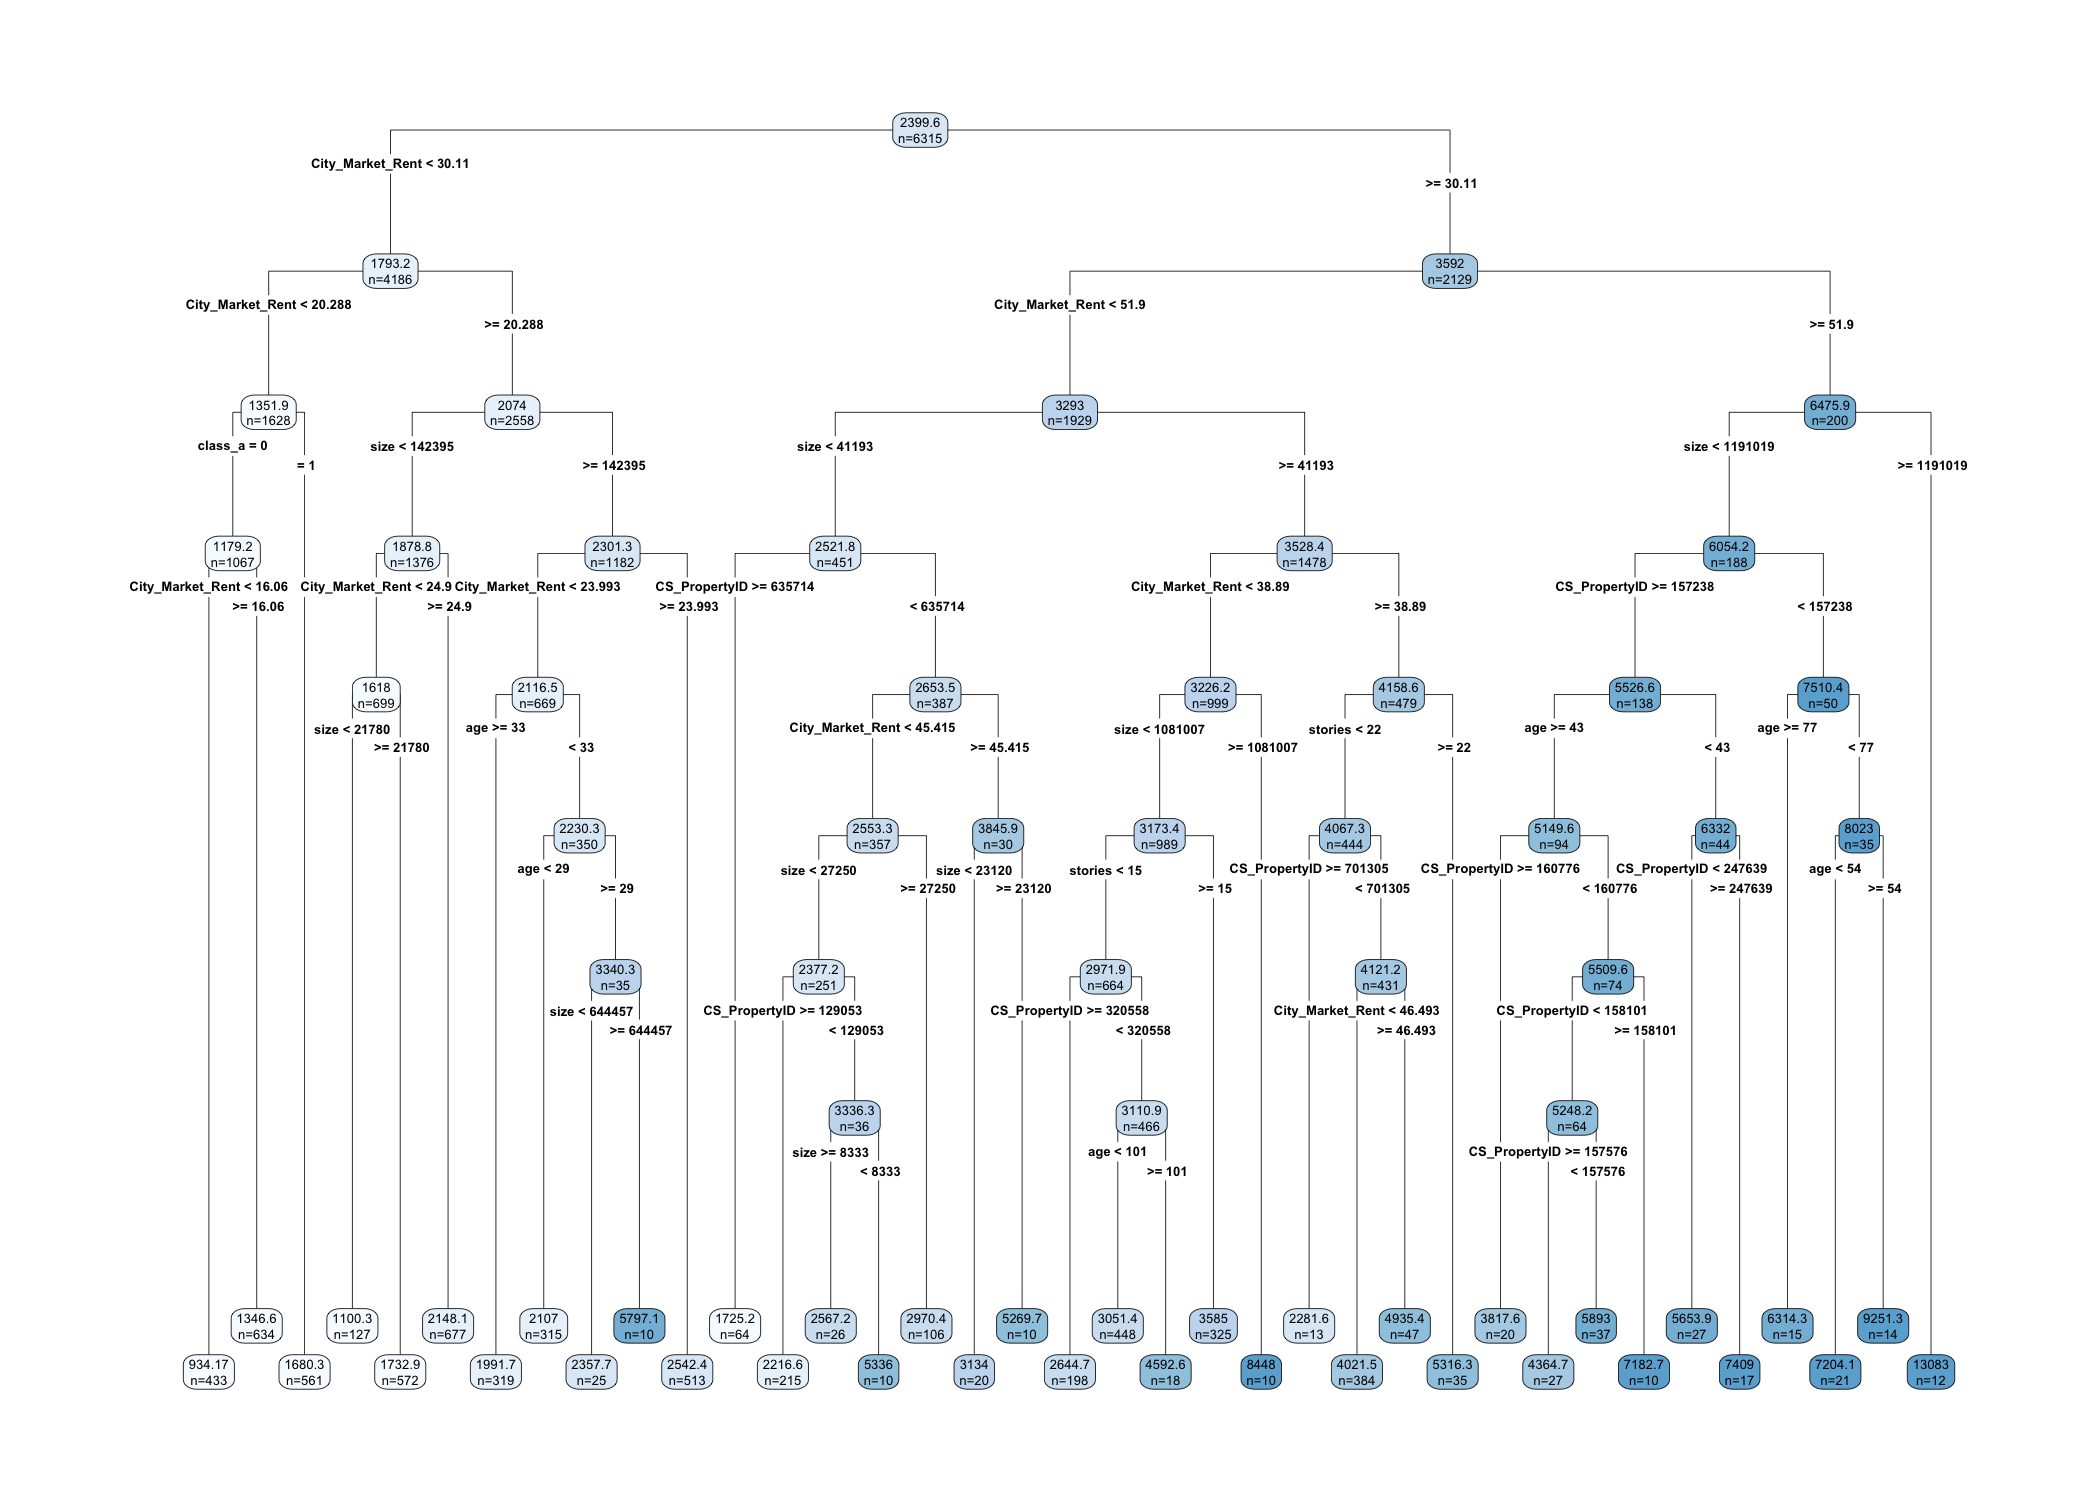 2399.6
n=6315
City_Market_Rent < 30.11
>= 30.11
1793.2
n=4186
3592
n=2129
City_Market_Rent < 20.288
City_Market_Rent < 51.9
>= 20.288
>= 51.9
1351.9
n=1628
2074
n=2558
3293
n=1929
6475.9
n=200
class_a = 0
size < 142395
size < 41193
size < 1191019
= 1
>= 142395
>= 41193
>= 1191019
1179.2
n=1067
1878.8
n=1376
2301.3
n=1182
2521.8
n=451
3528.4
n=1478
6054.2
n=188
City_Market_Rent < 16.06
City_Market_Rent < 24.9
City_Market_Rent < 23.993
CS_PropertyID >= 635714
City_Market_Rent < 38.89
CS_PropertyID >= 157238
>= 16.06
>= 24.9
>= 23.993
< 635714
>= 38.89
< 157238
1618
n=699
2116.5
n=669
2653.5
n=387
3226.2
n=999
4158.6
n=479
5526.6
n=138
7510.4
n=50
size < 21780
age >= 33
City_Market_Rent < 45.415
size < 1081007
stories < 22
age >= 43
age >= 77
>= 21780
< 33
>= 45.415
>= 1081007
>= 22
< 43
< 77
2230.3
n=350
2553.3
n=357
3845.9
n=30
3173.4
n=989
4067.3
n=444
5149.6
n=94
6332
n=44
8023
n=35
age < 29
size < 27250
size < 23120
stories < 15
CS_PropertyID >= 701305
CS_PropertyID >= 160776
CS_PropertyID < 247639
age < 54
>= 29
>= 27250
>= 23120
>= 15
< 701305
< 160776
>= 247639
>= 54
3340.3
n=35
2377.2
n=251
2971.9
n=664
4121.2
n=431
5509.6
n=74
size < 644457
CS_PropertyID >= 129053
CS_PropertyID >= 320558
City_Market_Rent < 46.493
CS_PropertyID < 158101
>= 644457
< 129053
< 320558
>= 46.493
>= 158101
3336.3
n=36
3110.9
n=466
5248.2
n=64
size >= 8333
age < 101
CS_PropertyID >= 157576
< 8333
>= 101
< 157576
1346.6
n=634
1100.3
n=127
2148.1
n=677
2107
n=315
5797.1
n=10
1725.2
n=64
2567.2
n=26
2970.4
n=106
5269.7
n=10
3051.4
n=448
3585
n=325
2281.6
n=13
4935.4
n=47
3817.6
n=20
5893
n=37
5653.9
n=27
6314.3
n=15
9251.3
n=14
934.17
n=433
1680.3
n=561
1732.9
n=572
1991.7
n=319
2357.7
n=25
2542.4
n=513
2216.6
n=215
5336
n=10
3134
n=20
2644.7
n=198
4592.6
n=18
8448
n=10
4021.5
n=384
5316.3
n=35
4364.7
n=27
7182.7
n=10
7409
n=17
7204.1
n=21
13083
n=12